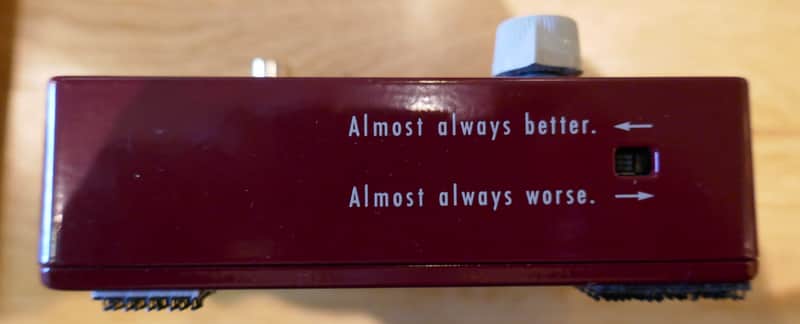 Almost always better. ←
Almost always worse. →